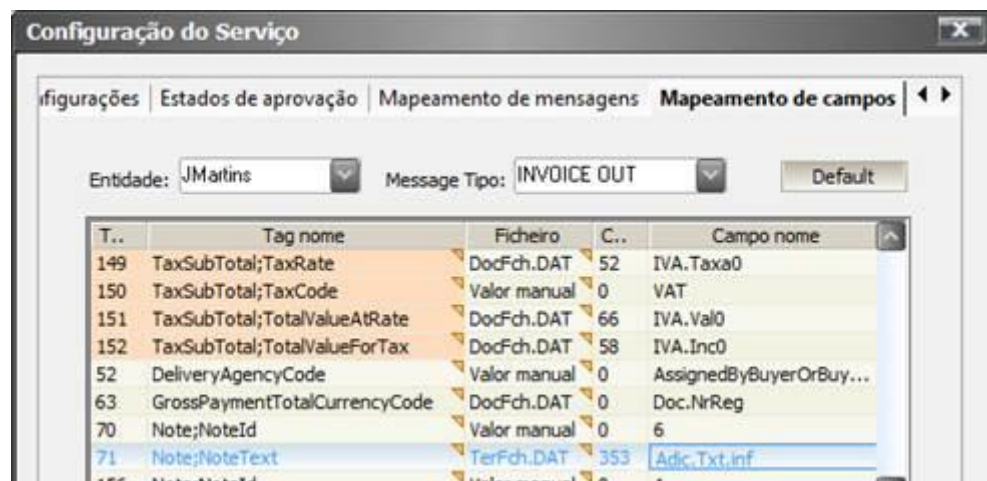 Configuração do Serviço
ıfigurações Estados de aprovação Mapeamento de mensagens Mapeamento de campos
Entidade: JMartins Message Tipo: INVOICE OUT Default
T.. Tag nome Ficheiro C.. Campo nome
149 TaxSubTotal;TaxRate DocFch.DAT 52 IVA.Taxa0
150 TaxSubTotal;TaxCode Valor manual 0 VAT
151 TaxSubTotal;TotalValueAtRate DocFch.DAT 66 IVA.Val0
152 TaxSubTotal;TotalValueForTax DocFch.DAT 58 IVA.Inc0
52 DeliveryAgencyCode Valor manual 0 AssignedByBuyerOrBuy...
63 GrossPaymentTotalCurrencyCode DocFch.DAT 0 Doc.NrReg
70 Note;NoteId Valor manual 0 6
71 Note;NoteText TerFch.DAT 353 Adic.Txt.inf